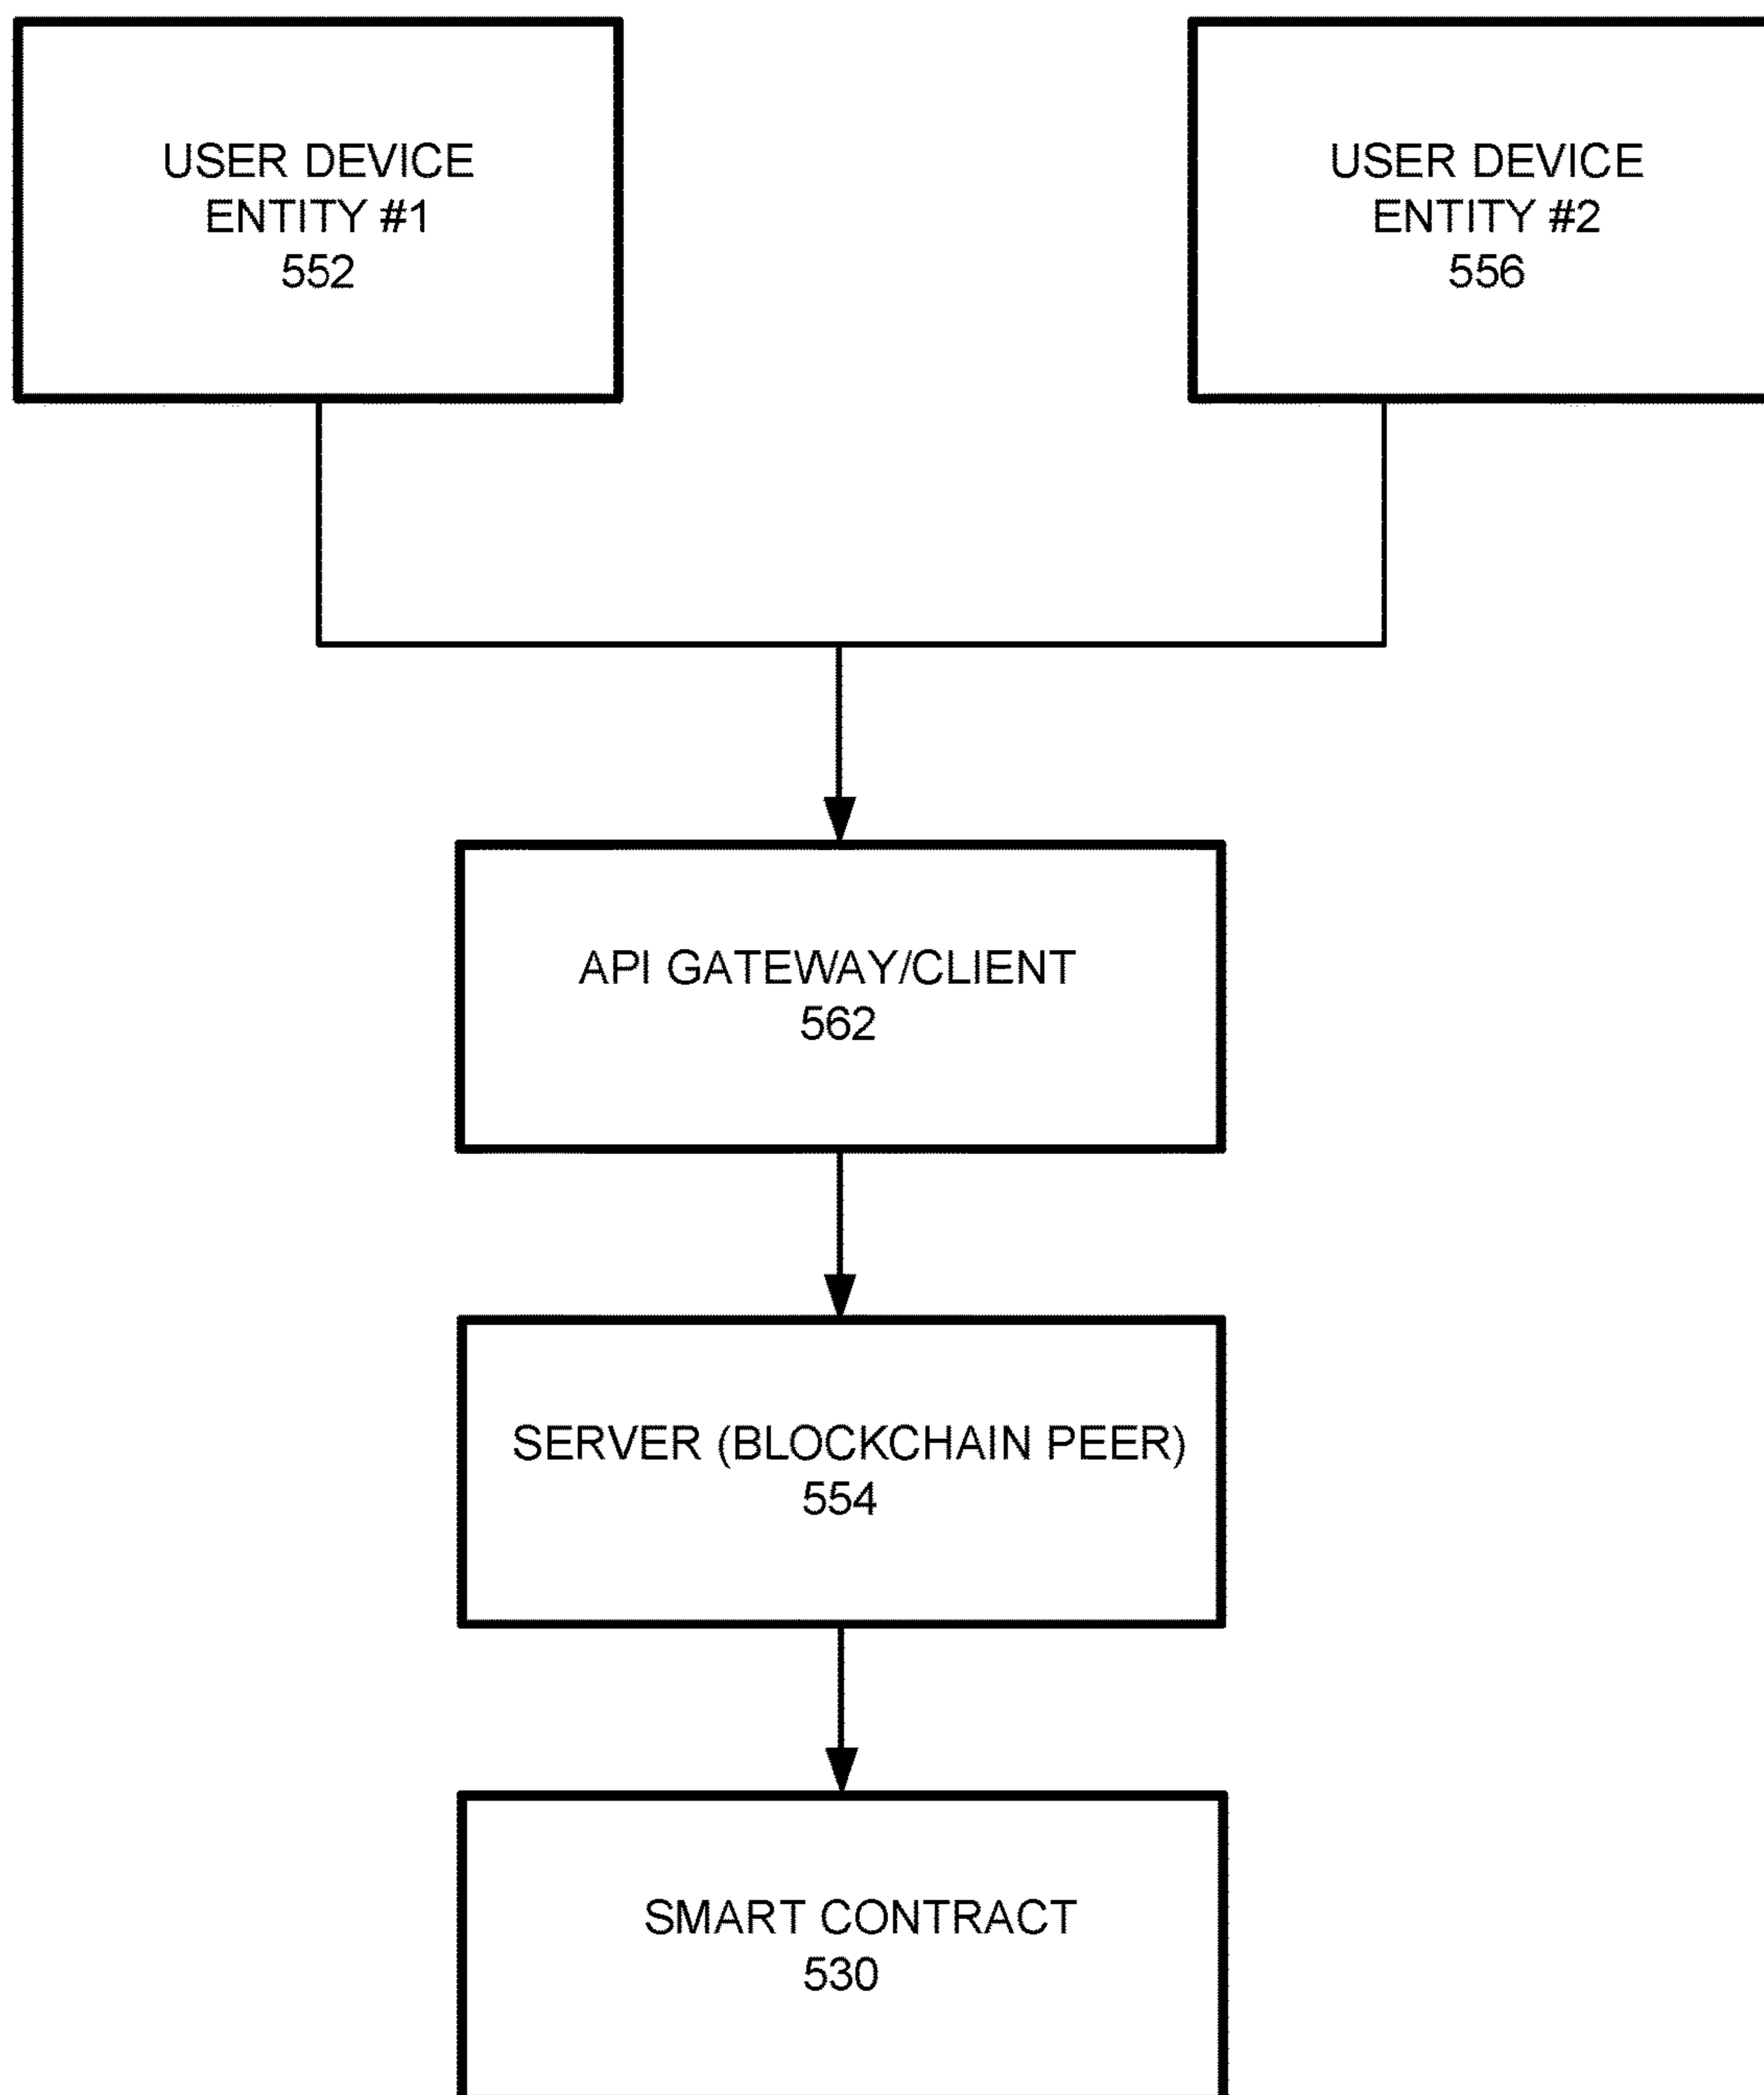 USER DEVICE
ENTITY #1
552
USER DEVICE
ENTITY #2
556
API GATEWAY/CLIENT
562
SERVER (BLOCKCHAIN PEER)
554
SMART CONTRACT
530